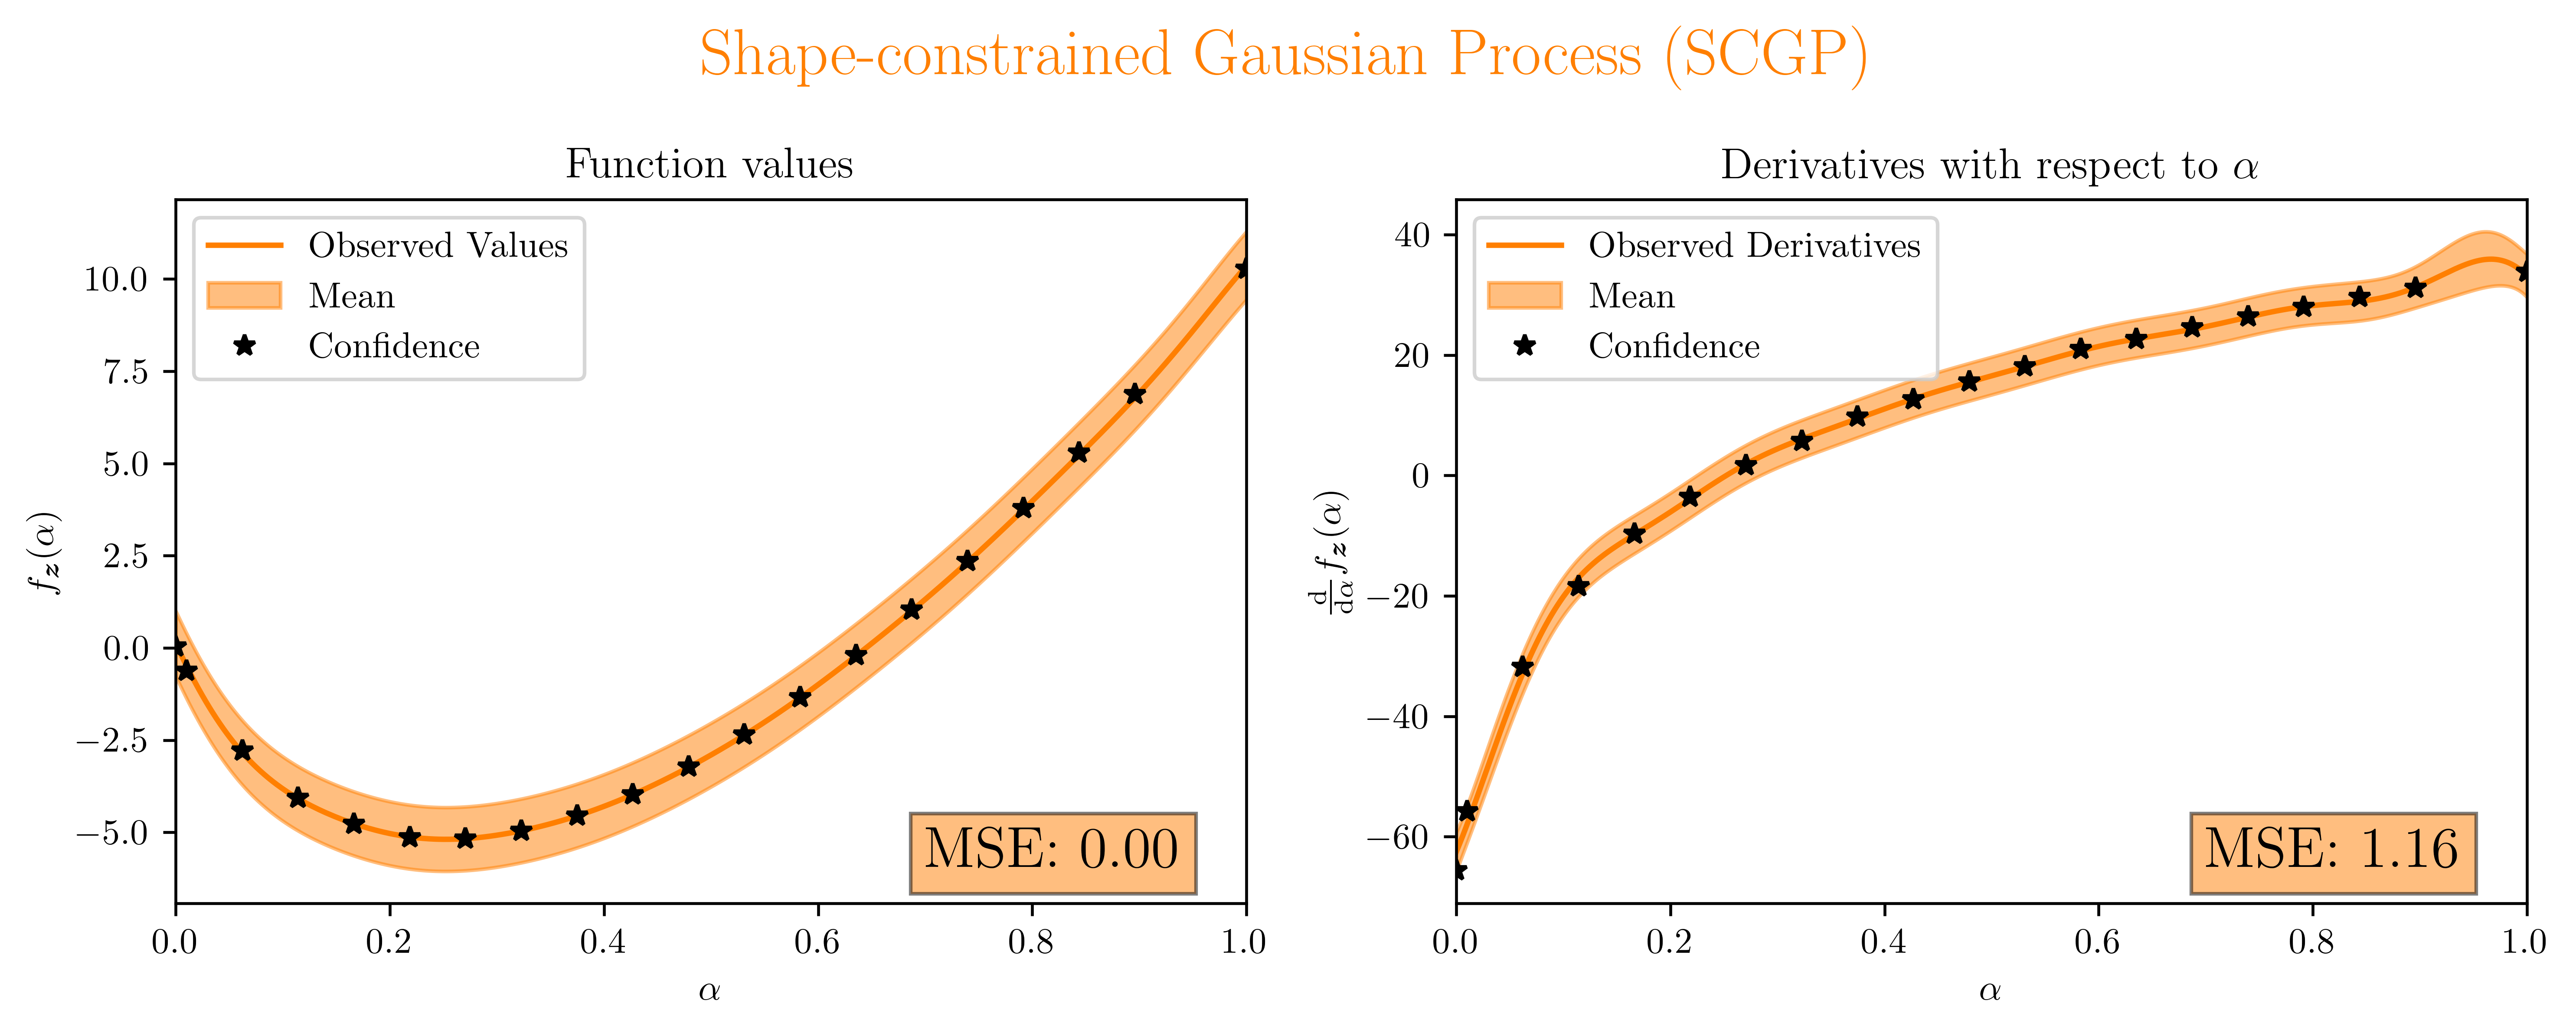 Shape-constrained Gaussian Process (SCGP)
Function values
Observed Values
Mean
Confidence
10.0
7.5
5.0
2.5
0.0
−2.5
−5.0
f_z(α)
MSE: 0.00
0.0 0.2 0.4 0.6 0.8 1.0
α
Derivatives with respect to α
Observed Derivatives
Mean
Confidence
40
20
0
−20
−40
−60
d/dα f_z(α)
MSE: 1.16
0.0 0.2 0.4 0.6 0.8 1.0
α